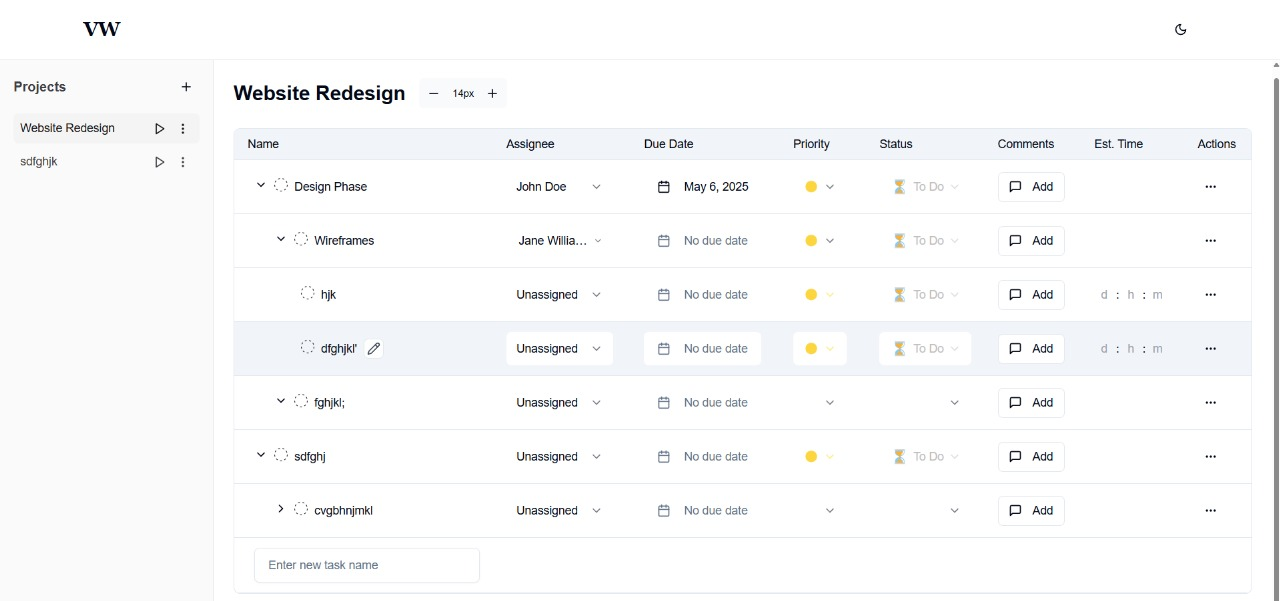 VW
Projects
Website Redesign
sdfghjk
Website Redesign
14px
Name Assignee Due Date Priority Status Comments Est. Time Actions
Design Phase John Doe May 6, 2025 To Do Add
Wireframes Jane Willia... No due date To Do Add
hjk Unassigned No due date To Do Add d : h : m
dfghjkl' Unassigned No due date To Do Add d : h : m
fghjkl; Unassigned No due date Add
sdfghj Unassigned No due date To Do Add
cvgbhnjmkl Unassigned No due date Add
Enter new task name